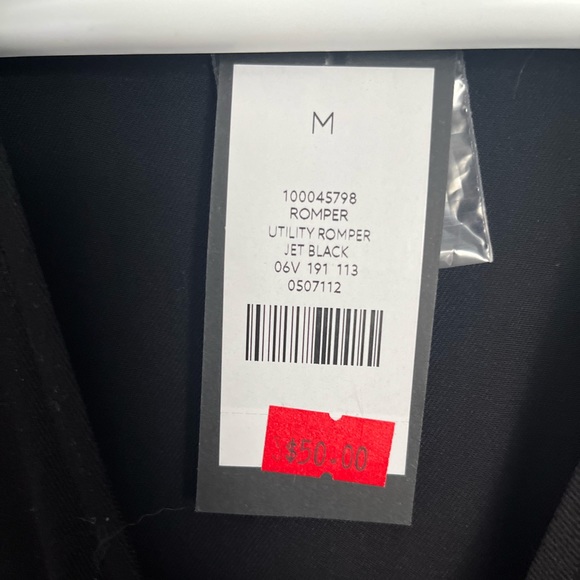 M
100045798
ROMPER
UTILITY ROMPER
JET BLACK
06V 191 113
0507112
$50.00